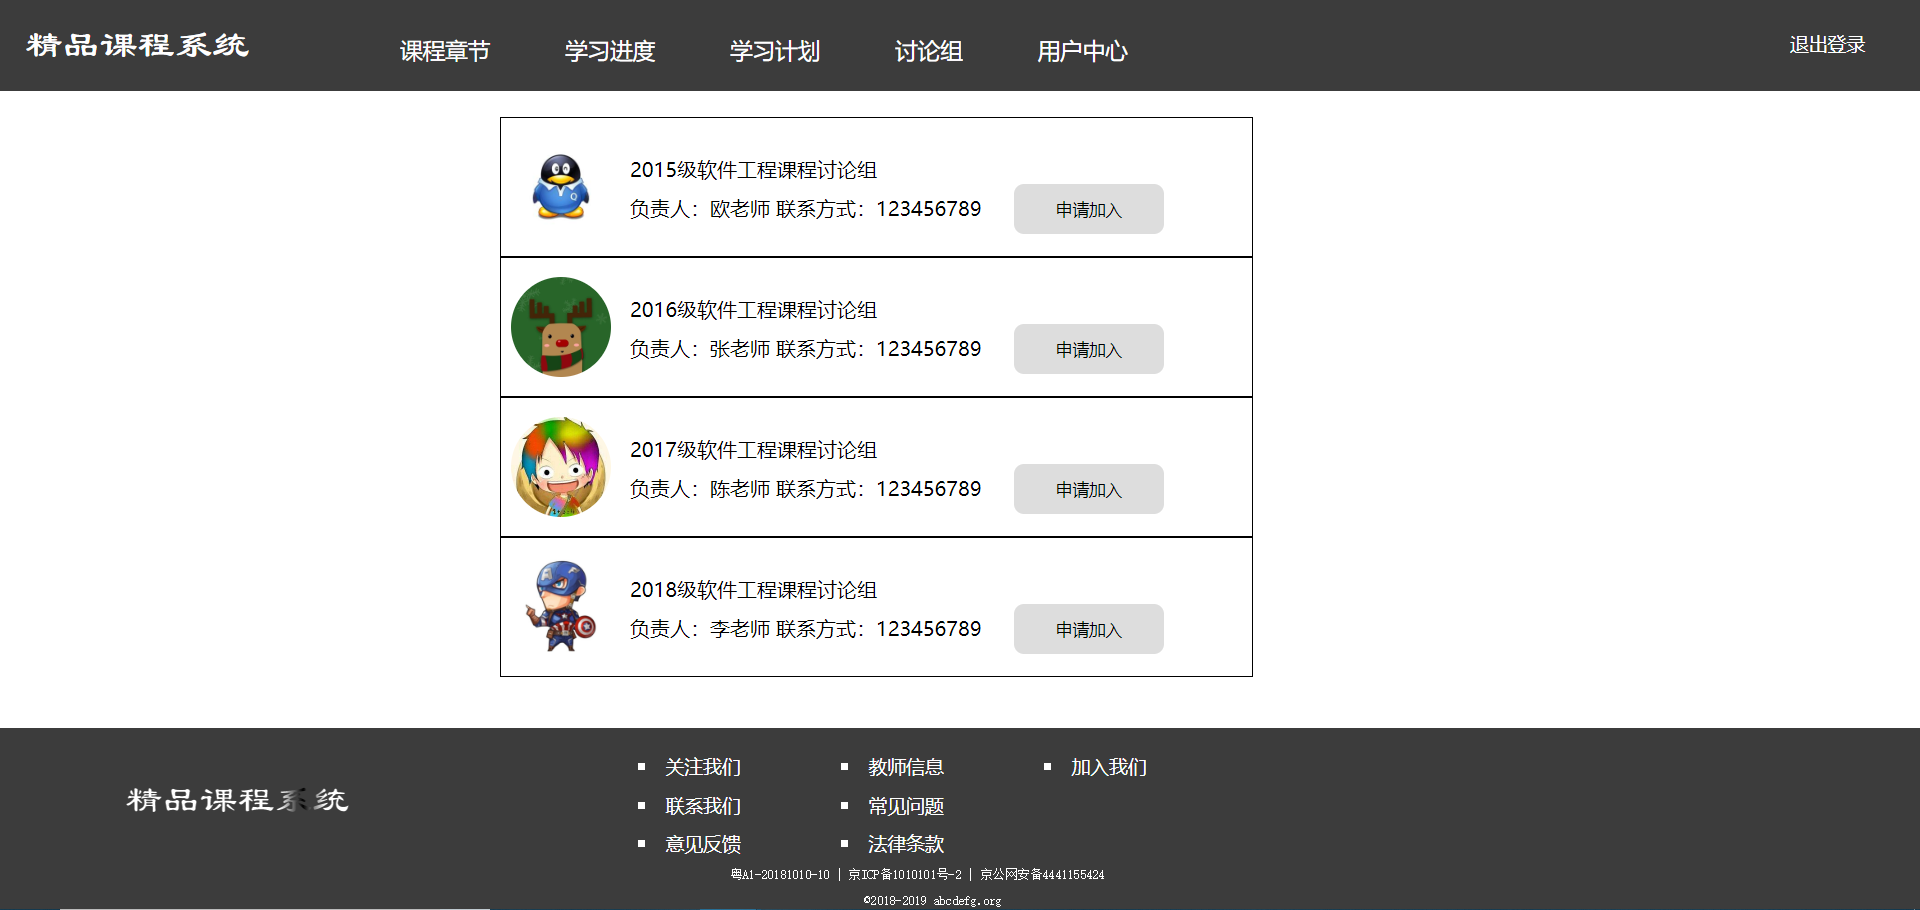 精品课程系统
课程章节 学习进度 学习计划 讨论组 用户中心 退出登录
2015级软件工程课程讨论组
负责人：欧老师 联系方式：123456789 申请加入
2016级软件工程课程讨论组
负责人：张老师 联系方式：123456789 申请加入
2017级软件工程课程讨论组
负责人：陈老师 联系方式：123456789 申请加入
2018级软件工程课程讨论组
负责人：李老师 联系方式：123456789 申请加入
精品课程系统
关注我们 教师信息 加入我们
联系我们 常见问题
意见反馈 法律条款
粤A1-20181010-10 | 京ICP备1010101号-2 | 京公网安备4441155424
©2018-2019 abcdefg.org